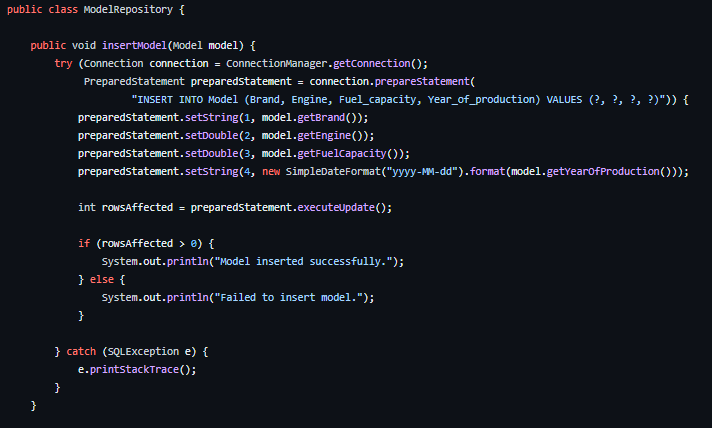 public class ModelRepository {
public void insertModel(Model model) {
try (Connection connection = ConnectionManager.getConnection();
PreparedStatement preparedStatement = connection.prepareStatement(
"INSERT INTO Model (Brand, Engine, Fuel_capacity, Year_of_production) VALUES (?, ?, ?, ?)")) {
preparedStatement.setString(1, model.getBrand());
preparedStatement.setDouble(2, model.getEngine());
preparedStatement.setDouble(3, model.getFuelCapacity());
preparedStatement.setString(4, new SimpleDateFormat("yyyy-MM-dd").format(model.getYearOfProduction()));
int rowsAffected = preparedStatement.executeUpdate();
if (rowsAffected > 0) {
System.out.println("Model inserted successfully.");
} else {
System.out.println("Failed to insert model.");
}
} catch (SQLException e) {
e.printStackTrace();
}
}